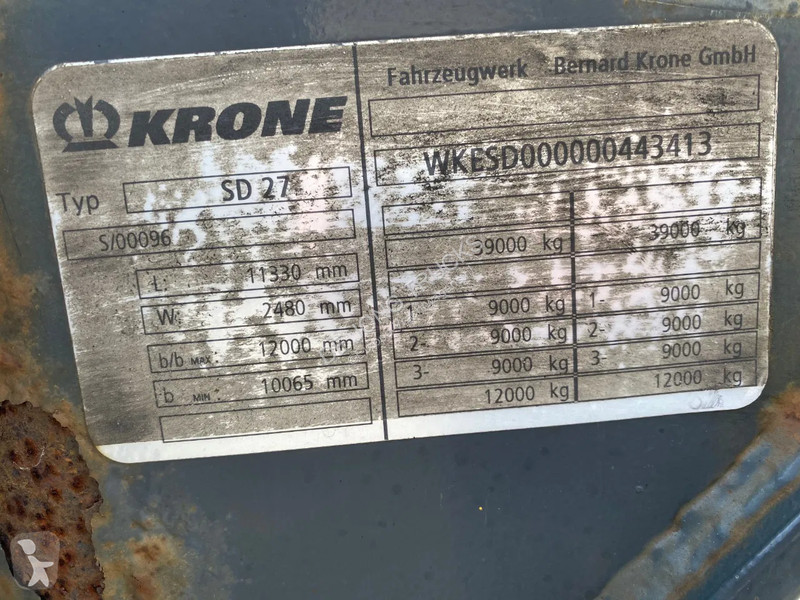 KRONE
Fahrzeugwerk Bernard Krone GmbH
WKESD000000443413
Typ SD 27
S/00096
L: 11330 mm
W: 2480 mm
b/b MAX: 12000 mm
b MIN: 10065 mm
39000 kg 39000 kg
1- 9000 kg 1- 9000 kg
2- 9000 kg 2- 9000 kg
3- 9000 kg 3- 9000 kg
12000 kg 12000 kg